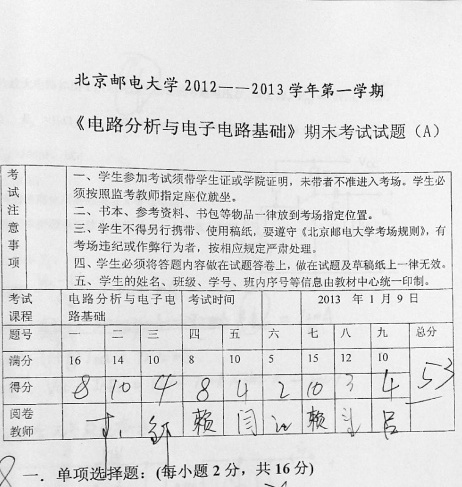 北京邮电大学 2012——2013 学年第一学期
《电路分析与电子电路基础》期末考试试题（A）
考试注意事项
一、学生参加考试须带学生证或学院证明，未带者不准进入考场。学生必
须按照监考教师指定座位就坐。
二、书本、参考资料、书包等物品一律放到考场指定位置。
三、学生不得另行携带、使用稿纸，要遵守《北京邮电大学考场规则》，有
考场违纪或作弊行为者，按相应规定严肃处理。
四、学生必须将答题内容做在试题答卷上，做在试题及草稿纸上一律无效。
五、学生的姓名、班级、学号、班内序号等信息由教材中心统一印制。
考试课程 电路分析与电子电路基础 考试时间 2013 年 1 月 9 日
题号 一 二 三 四 五 六 七 八 九 总分
满分 16 14 10 8 10 5 15 12 10
得分 8 10 4 8 4 2 10 3 4 53
阅卷教师 赖 闫 赖 吕
8 一．单项选择题：(每小题 2 分，共 16 分)